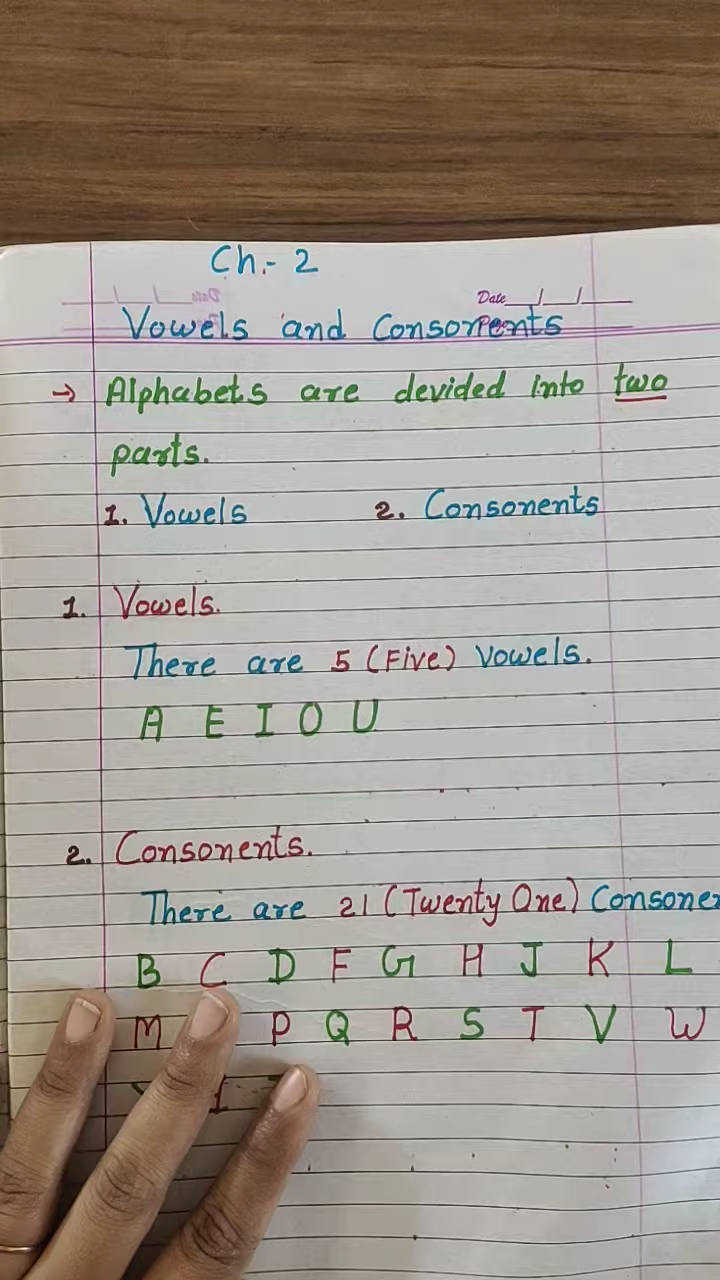 Ch.- 2
Date
Vowels and Consonents
→ Alphabets are devided into two
parts.
1. Vowels 2. Consonents
1. Vowels.
There are 5 (Five) Vowels.
A E I O U
2. Consonents.
There are 21 (Twenty One) Consone
B C D F G H J K L
M P Q R S T V W